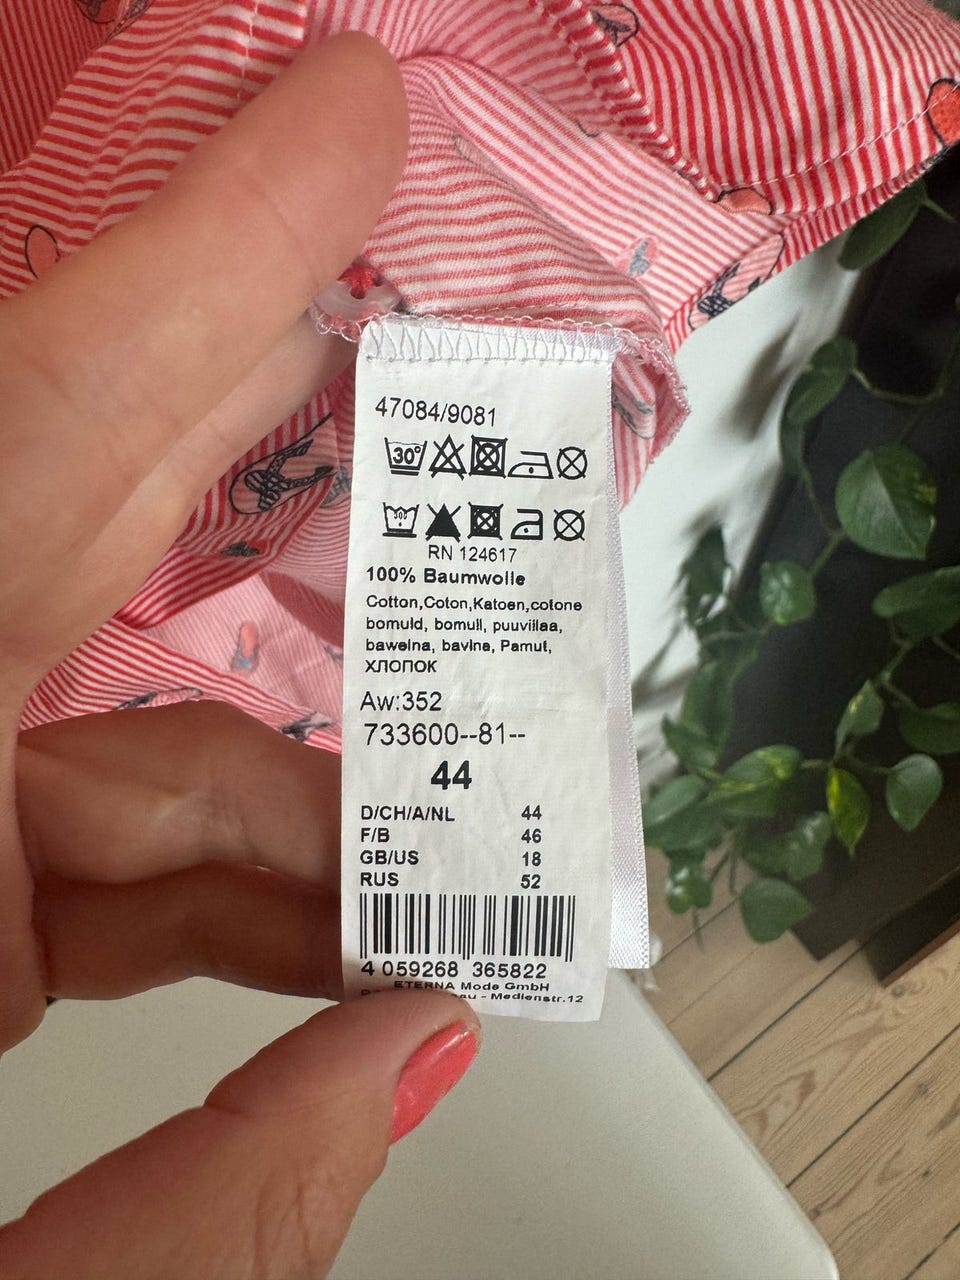 47084/9081
30°
30°
RN 124617
100% Baumwolle
Cotton,Coton,Katoen,cotone
bomuld, bomull, puuvillaa,
bawelna, bavlna, Pamut,
ХЛОПОК
Aw:352
733600--81--
44
D/CH/A/NL 44
F/B 46
GB/US 18
RUS 52
4 059268 365822
ETERNA Mode GmbH
- Medienstr.12